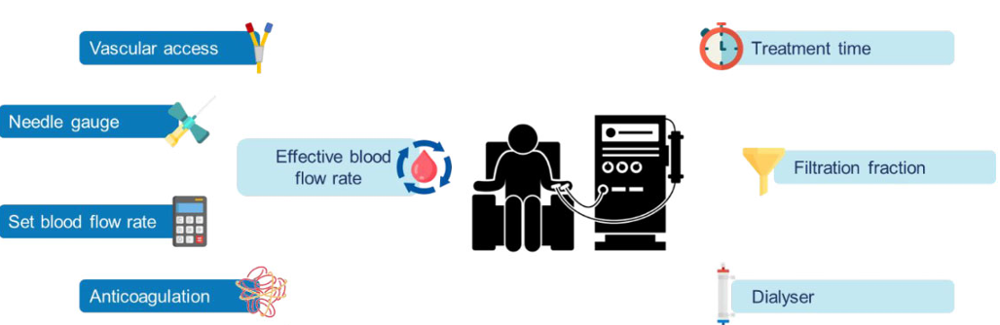 Vascular access
Needle gauge
Effective blood
flow rate
Set blood flow rate
Anticoagulation
Treatment time
Filtration fraction
Dialyser